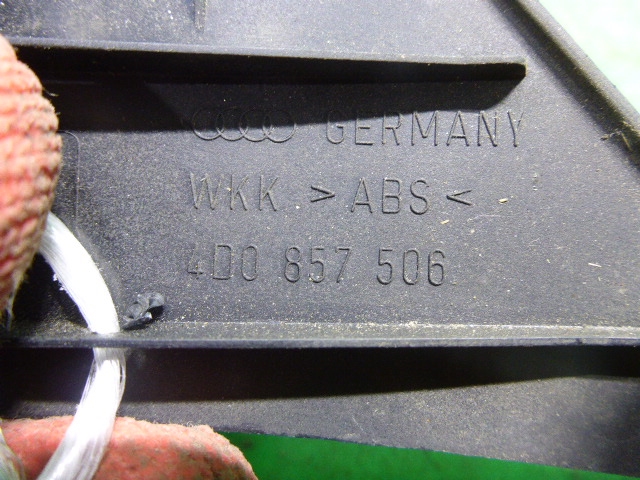 GERMANY
WKK > ABS <
4D0 857 506